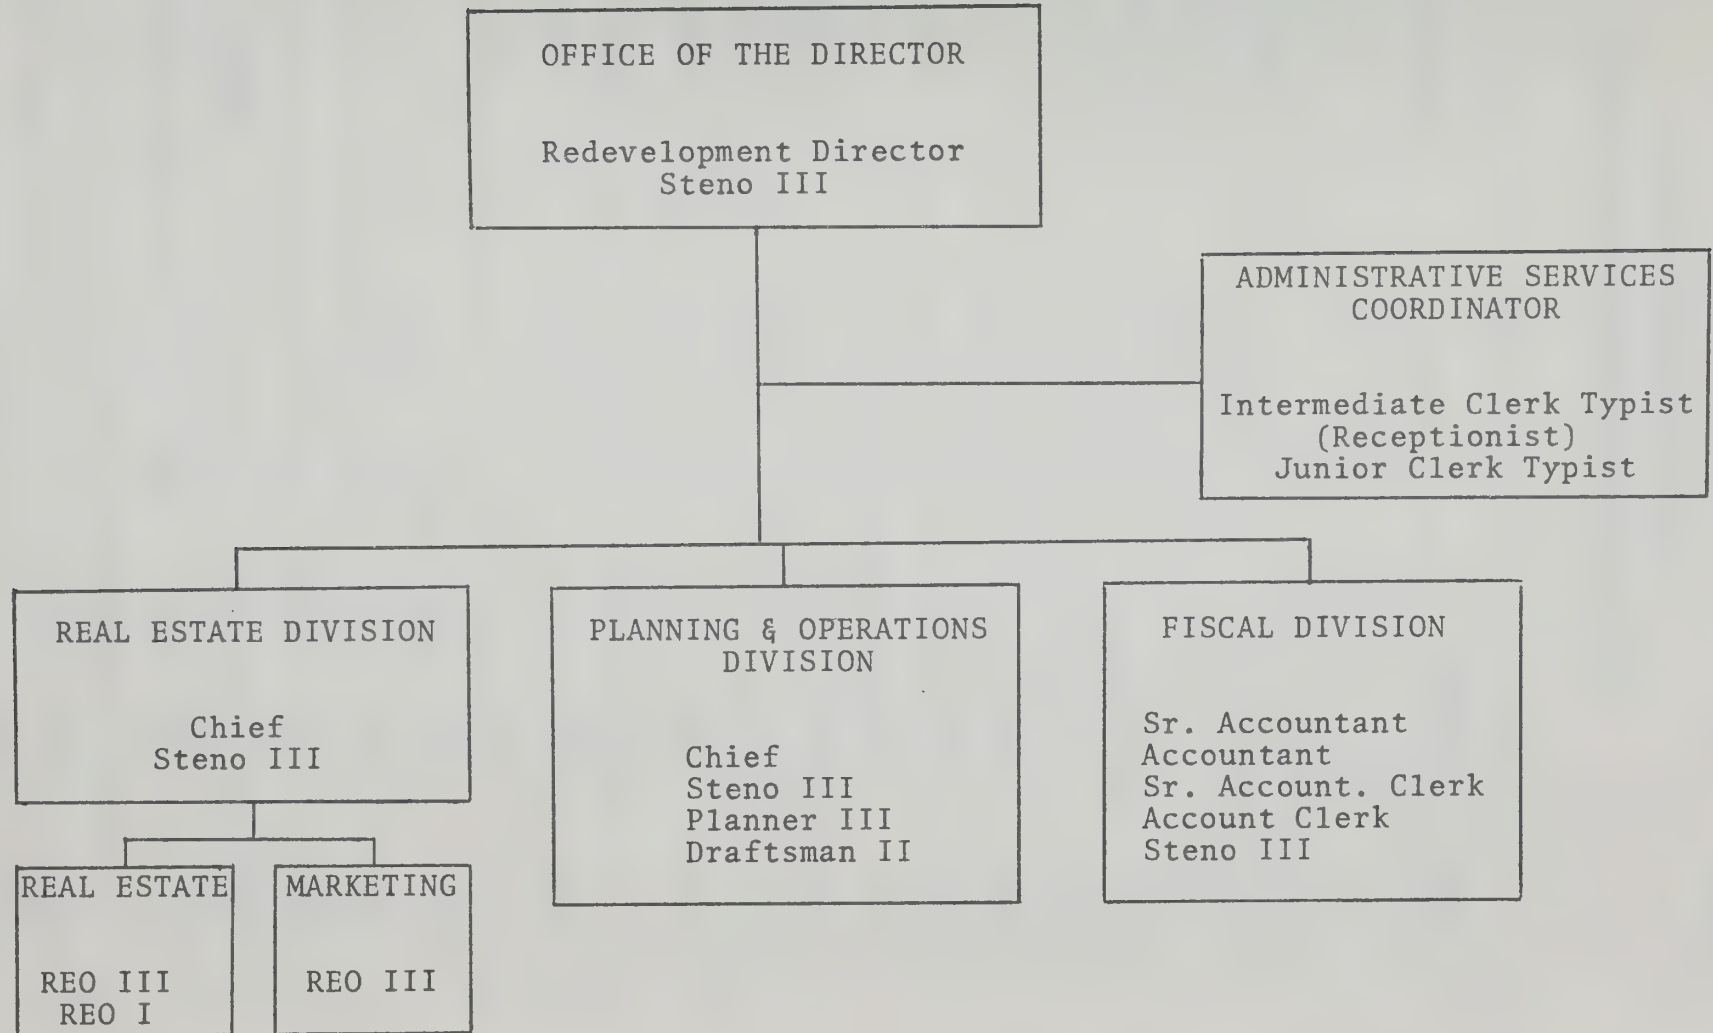 OFFICE OF THE DIRECTOR
Redevelopment Director
Steno III
ADMINISTRATIVE SERVICES
COORDINATOR
Intermediate Clerk Typist
(Receptionist)
Junior Clerk Typist
REAL ESTATE DIVISION
Chief
Steno III
PLANNING & OPERATIONS
DIVISION
Chief
Steno III
Planner III
Draftsman II
FISCAL DIVISION
Sr. Accountant
Accountant
Sr. Account. Clerk
Account Clerk
Steno III
REAL ESTATE
REO III
REO I
MARKETING
REO III